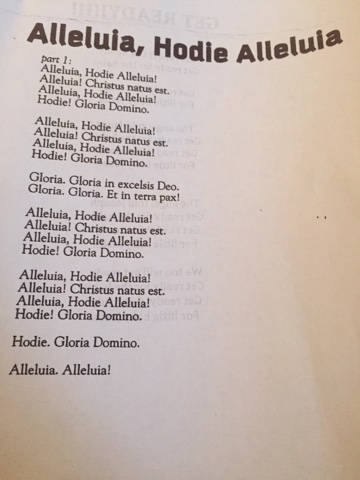 Alleluia, Hodie Alleluia
part 1:
Alleluia, Hodie Alleluia!
Alleluia! Christus natus est.
Alleluia, Hodie Alleluia!
Hodie! Gloria Domino.
Alleluia, Hodie Alleluia!
Alleluia! Christus natus est.
Alleluia, Hodie Alleluia!
Hodie! Gloria Domino.
Gloria. Gloria in excelsis Deo.
Gloria. Gloria. Et in terra pax!
Alleluia, Hodie Alleluia!
Alleluia! Christus natus est.
Alleluia, Hodie Alleluia!
Hodie! Gloria Domino.
Alleluia, Hodie Alleluia!
Alleluia! Christus natus est.
Alleluia, Hodie Alleluia!
Hodie! Gloria Domino.
Hodie. Gloria Domino.
Alleluia. Alleluia!